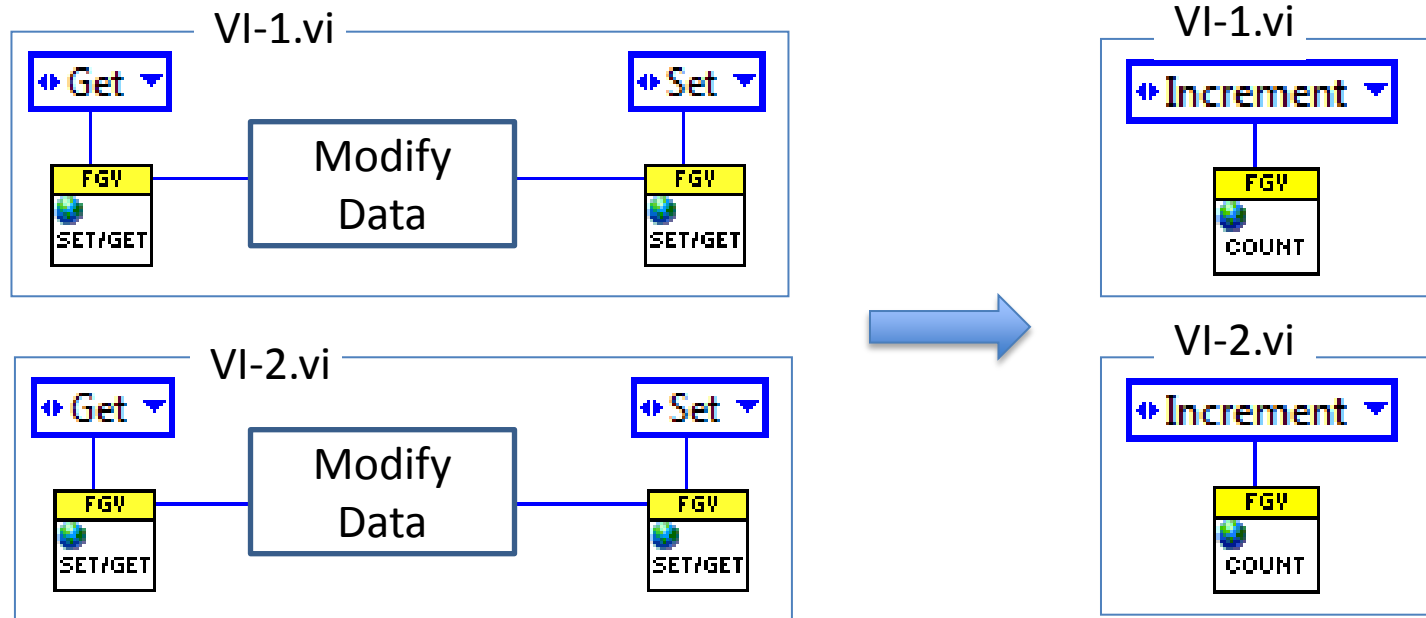 VI-1.vi
Get
Set
Modify
Data
FGV
SET/GET
FGV
SET/GET
VI-2.vi
Get
Set
Modify
Data
FGV
SET/GET
FGV
SET/GET
VI-1.vi
Increment
FGV
COUNT
VI-2.vi
Increment
FGV
COUNT